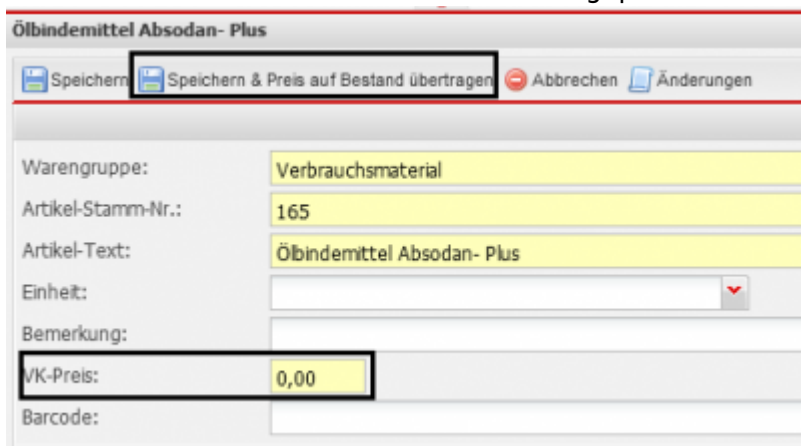 Ölbindemittel Absodan- Plus
Speichern Speichern & Preis auf Bestand übertragen Abbrechen Änderungen
Warengruppe: Verbrauchsmaterial
Artikel-Stamm-Nr.: 165
Artikel-Text: Ölbindemittel Absodan- Plus
Einheit:
Bemerkung:
VK-Preis: 0,00
Barcode: